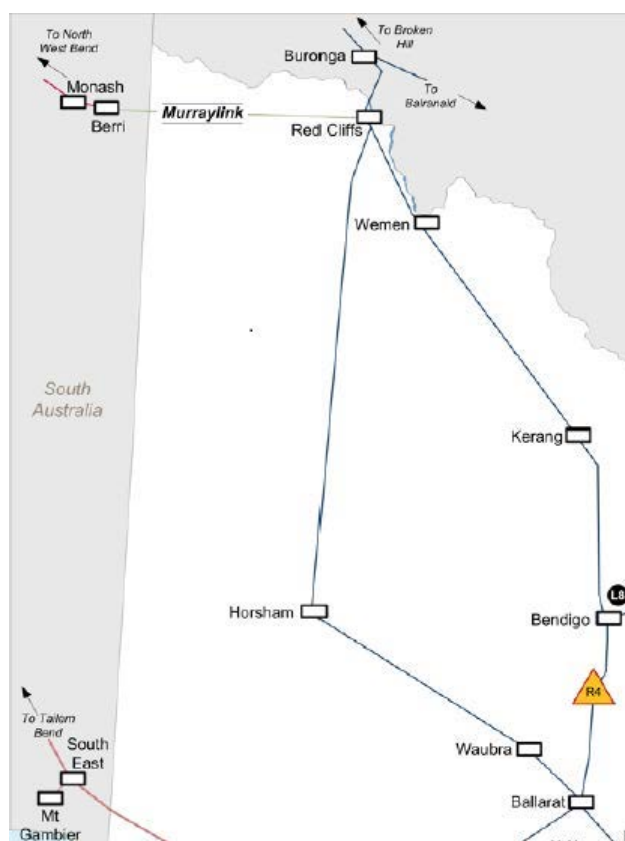 To North
West Bend
To Broken
Hill
Buronga
Monash
To
Balranald
Berri
Murraylink
Red Cliffs
Wemen
South
Australia
Kerang
L8
Horsham
Bendigo
R4
To Tailem
Bend
South
East
Waubra
Ballarat
Mt
Gambier